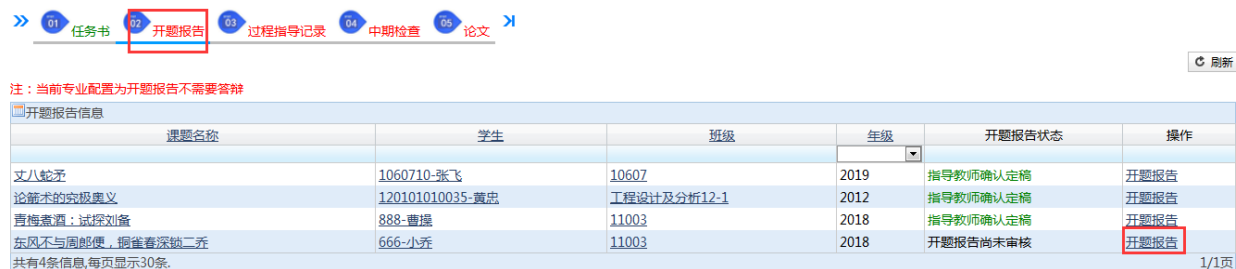 01 任务书 02 开题报告 03 过程指导记录 04 中期检查 05 论文
刷新
注：当前专业配置为开题报告不需要答辩
开题报告信息
课题名称 学生 班级 年级 开题报告状态 操作
丈八蛇矛 1060710-张飞 10607 2019 指导教师确认定稿 开题报告
论箭术的究极奥义 120101010035-黄忠 工程设计及分析12-1 2012 指导教师确认定稿 开题报告
青梅煮酒：试探刘备 888-曹操 11003 2018 指导教师确认定稿 开题报告
东风不与周郎便，铜雀春深锁二乔 666-小乔 11003 2018 开题报告尚未审核 开题报告
共有4条信息,每页显示30条. 1/1页